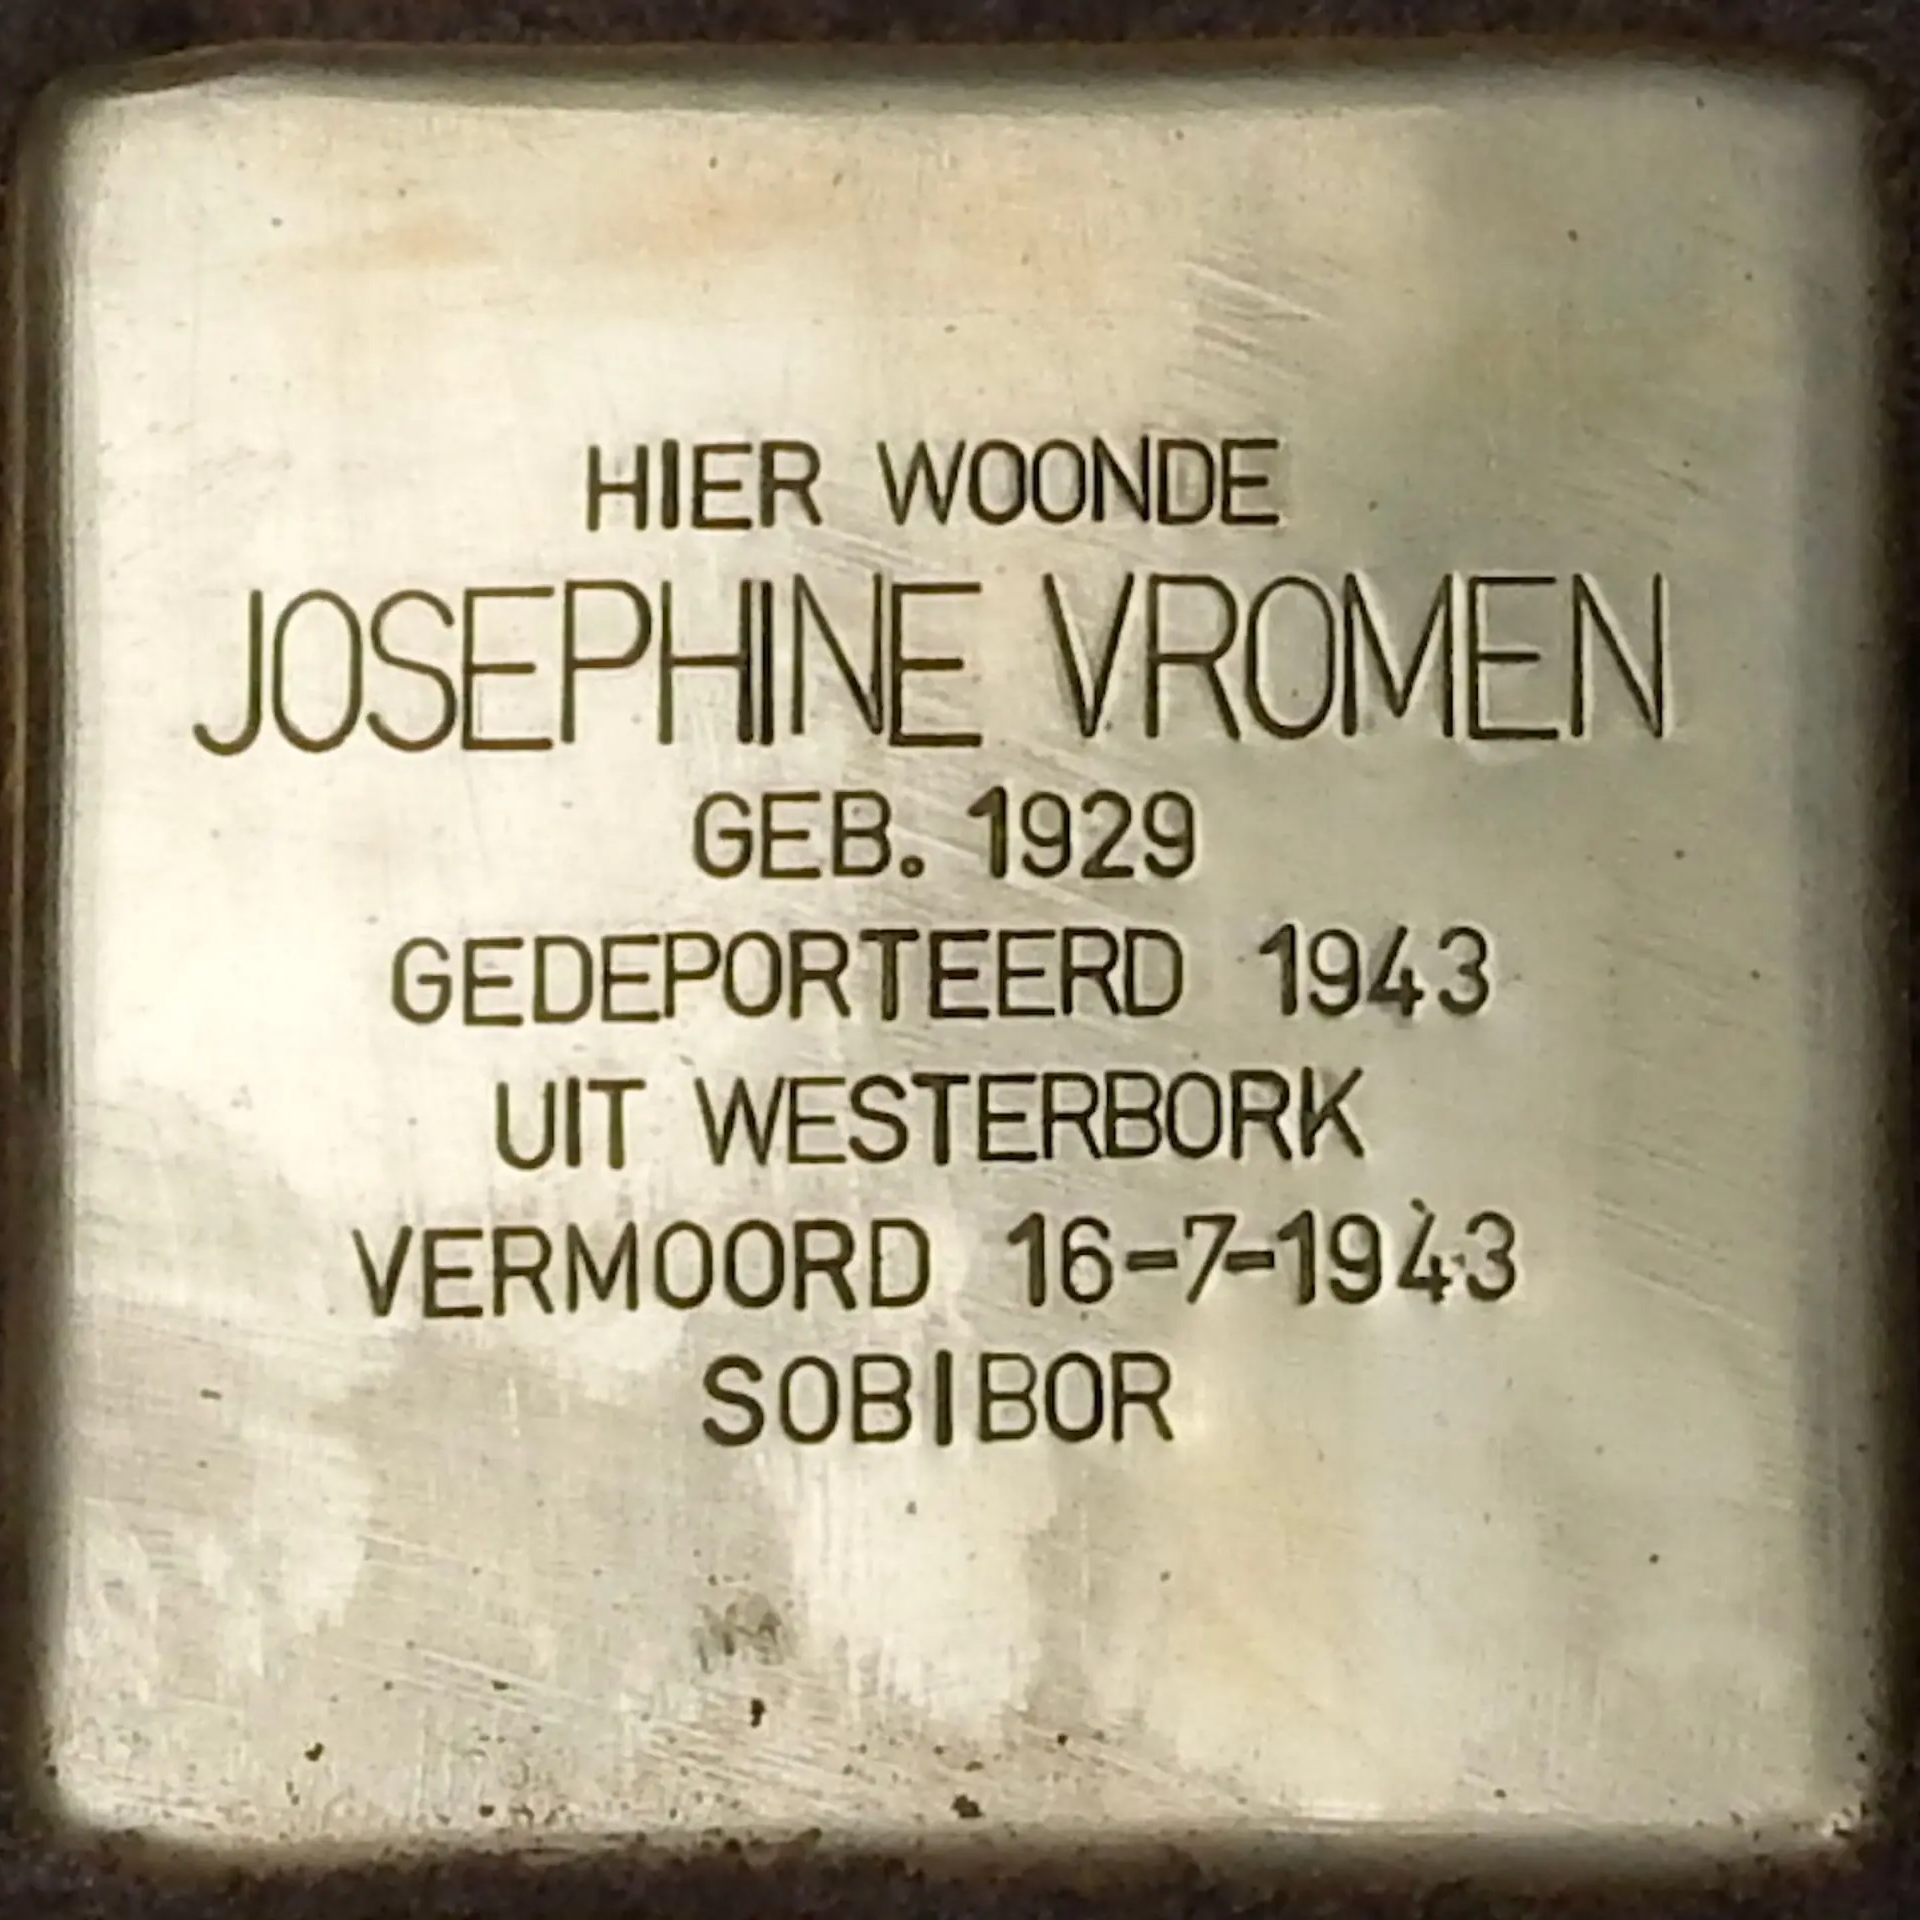 HIER WOONDE
JOSEPHINE VROMEN
GEB. 1929
GEDEPORTEERD 1943
UIT WESTERBORK
VERMOORD 16-7-1943
SOBIBOR